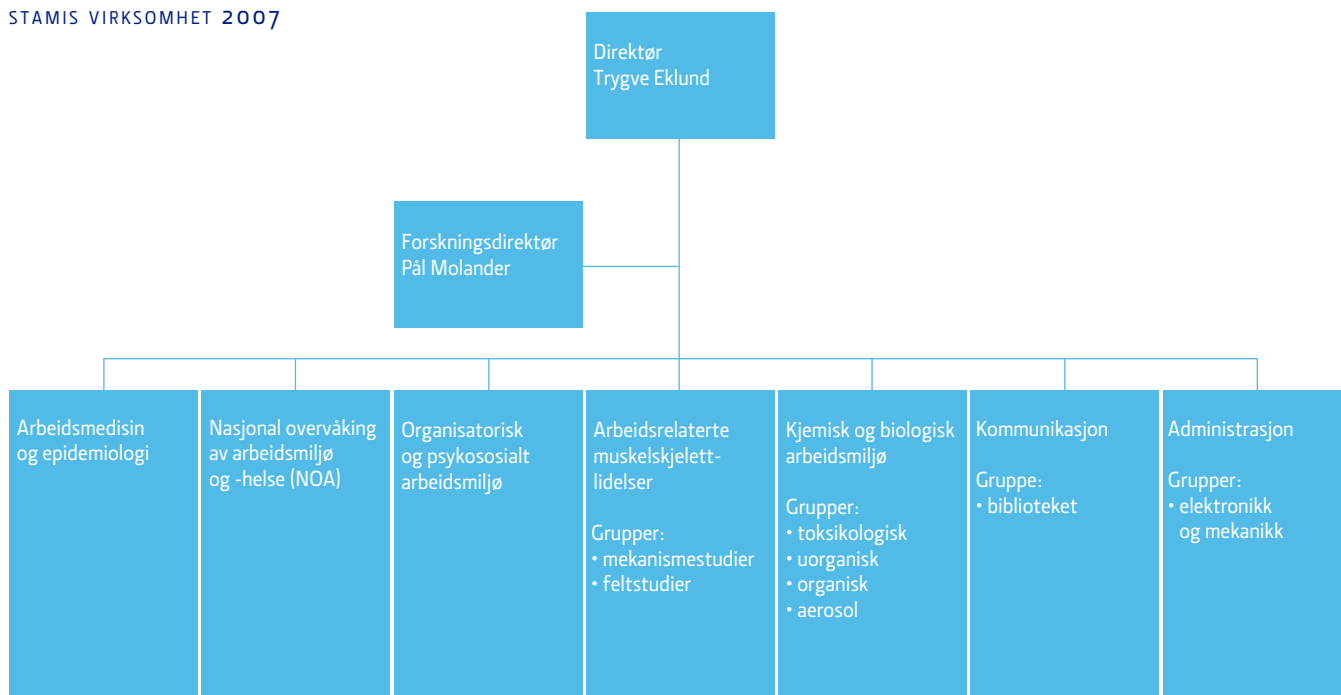 STAMIS VIRKSOMHET 2007
Direktør
Trygve Eklund
Forskningsdirektør
Pål Molander
Arbeidsmedisin
og epidemiologi
Nasjonal overvåking
av arbeidsmiljø
og -helse (NOA)
Organisatorisk
og psykososialt
arbeidsmiljø
Arbeidsrelaterte
muskelskjelett-
lidelser
Grupper:
• mekanismestudier
• feltstudier
Kjemisk og biologisk
arbeidsmiljø
Grupper:
• toksikologisk
• uorganisk
• organisk
• aerosol
Kommunikasjon
Gruppe:
• biblioteket
Administrasjon
Grupper:
• elektronikk
og mekanikk